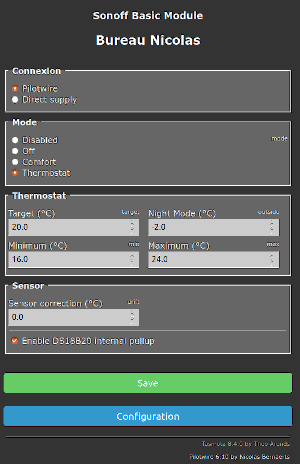 Sonoff Basic Module
Bureau Nicolas
Connexion
Pilotwire
Direct supply
Mode
Disabled mode
Off
Comfort
Thermostat
Thermostat
Target (°C) target Night Mode (°C) outside
20.0 -2.0
Minimum (°C) min Maximum (°C) max
16.0 24.0
Sensor
Sensor correction (°C) drift
0.0
Enable DS18B20 internal pullup
Save
Configuration
Tasmota 8.4.0 by Theo Arends
Pilotwire 6.10 by Nicolas Bernaerts